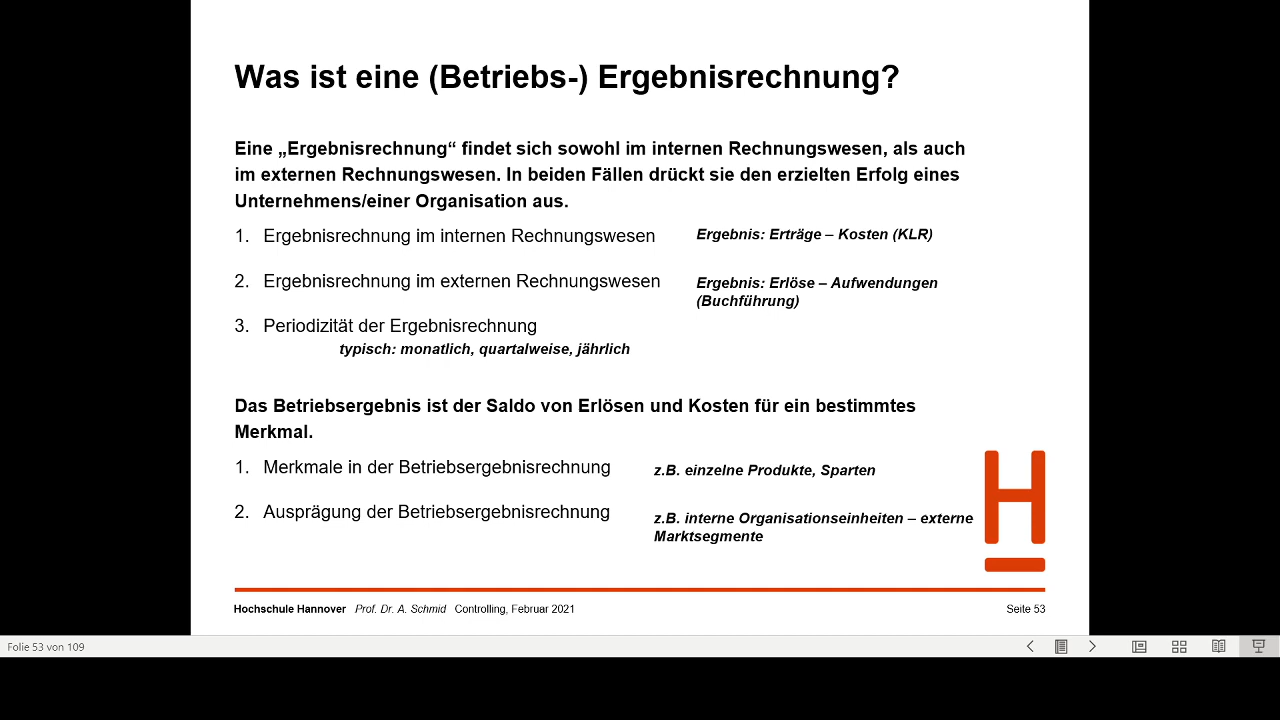 Was ist eine (Betriebs-) Ergebnisrechnung?
Eine „Ergebnisrechnung“ findet sich sowohl im internen Rechnungswesen, als auch
im externen Rechnungswesen. In beiden Fällen drückt sie den erzielten Erfolg eines
Unternehmens/einer Organisation aus.
1. Ergebnisrechnung im internen Rechnungswesen
Ergebnis: Erträge – Kosten (KLR)
2. Ergebnisrechnung im externen Rechnungswesen
Ergebnis: Erlöse – Aufwendungen
(Buchführung)
3. Periodizität der Ergebnisrechnung
typisch: monatlich, quartalweise, jährlich
Das Betriebsergebnis ist der Saldo von Erlösen und Kosten für ein bestimmtes
Merkmal.
1. Merkmale in der Betriebsergebnisrechnung
z.B. einzelne Produkte, Sparten
2. Ausprägung der Betriebsergebnisrechnung
z.B. interne Organisationseinheiten – externe
Marktsegmente
H
Hochschule Hannover Prof. Dr. A. Schmid Controlling, Februar 2021
Seite 53
Folie 53 von 109